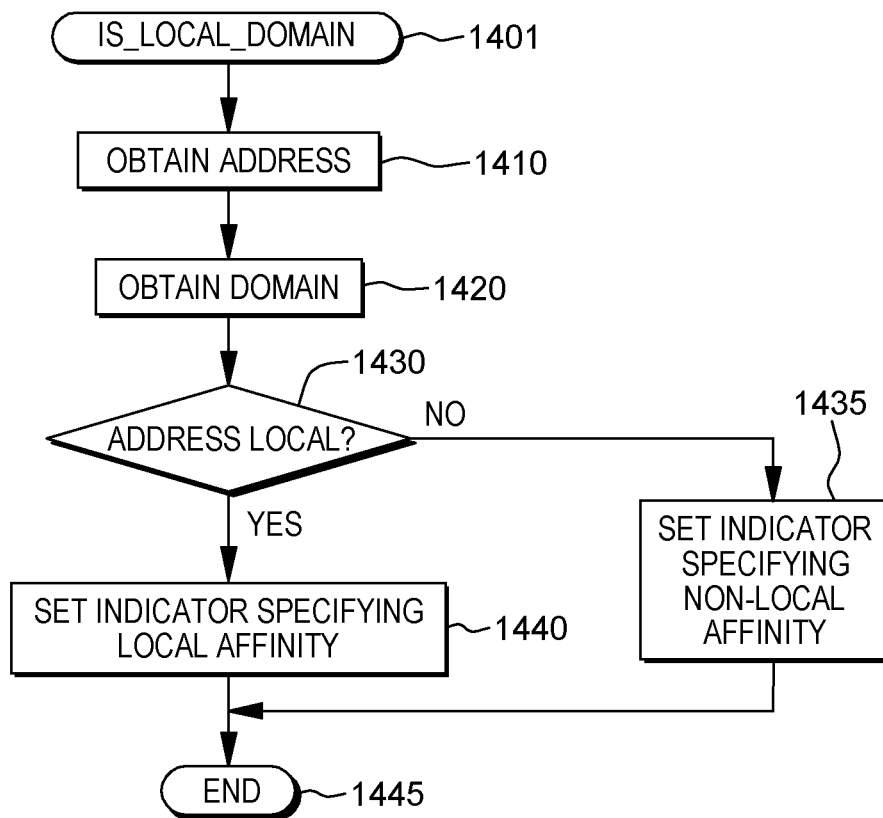 IS_LOCAL_DOMAIN
1401
OBTAIN ADDRESS
1410
OBTAIN DOMAIN
1420
1430
ADDRESS LOCAL?
NO
YES
1435
SET INDICATOR
SPECIFYING
NON-LOCAL
AFFINITY
SET INDICATOR SPECIFYING
LOCAL AFFINITY
1440
END
1445